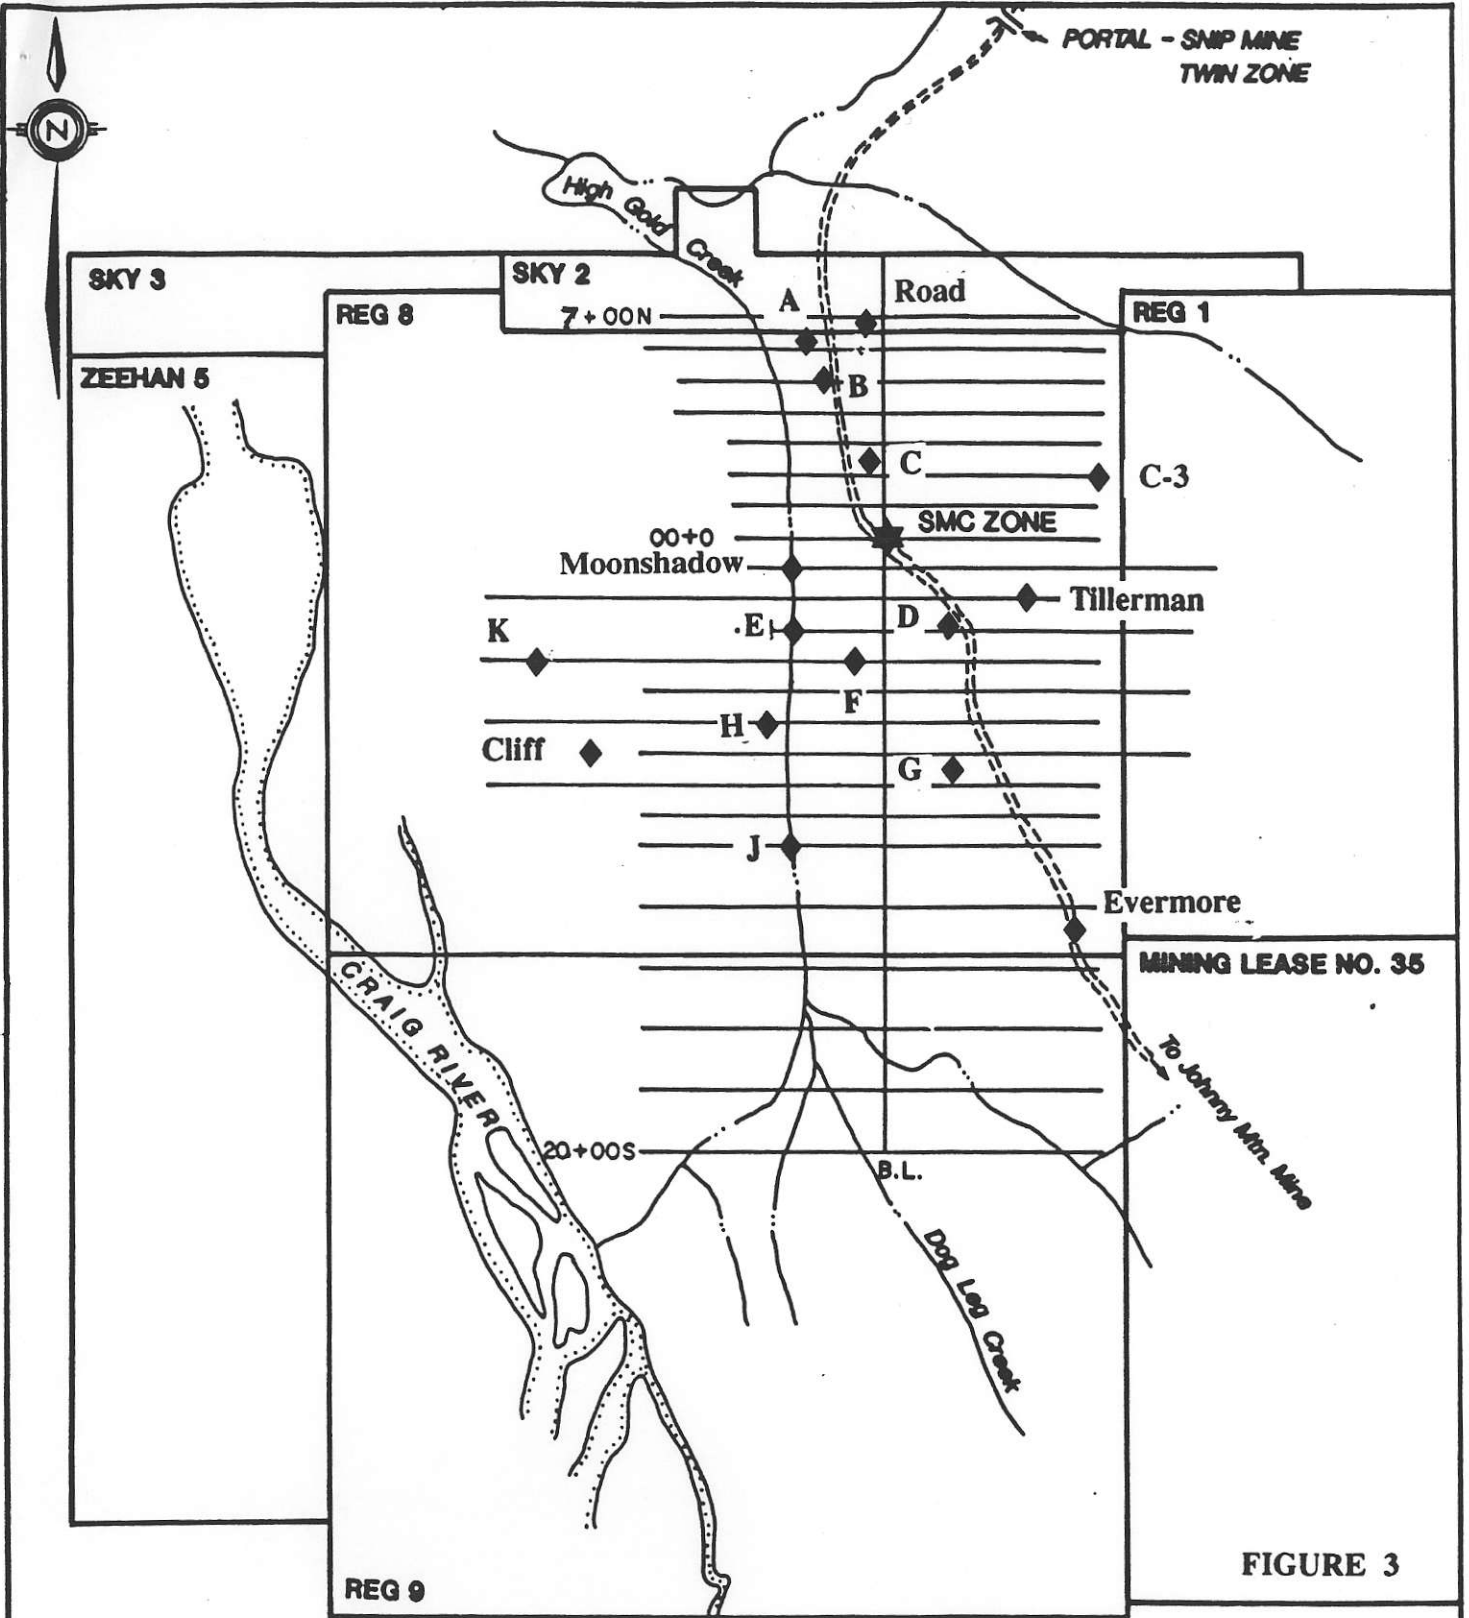 PORTAL - SNIP MINE
TWIN ZONE
N
High Gold Creek
SKY 3
SKY 2
Road
A
REG 8
7+00N
REG 1
ZEEHAN 5
B
C
C-3
SMC ZONE
00+0
Moonshadow
Tillerman
K
E
D
F
H
Cliff
G
J
Evermore
MINING LEASE NO. 35
CRAIG RIVER
To Johnny Mtn. Mine
20+00S
B.L.
Dog Leg Creek
FIGURE 3
REG 9